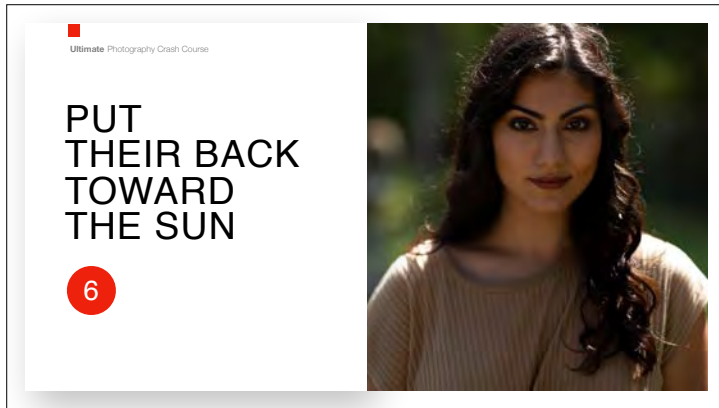 Ultimate Photography Crash Course
PUT
THEIR BACK
TOWARD
THE SUN
6